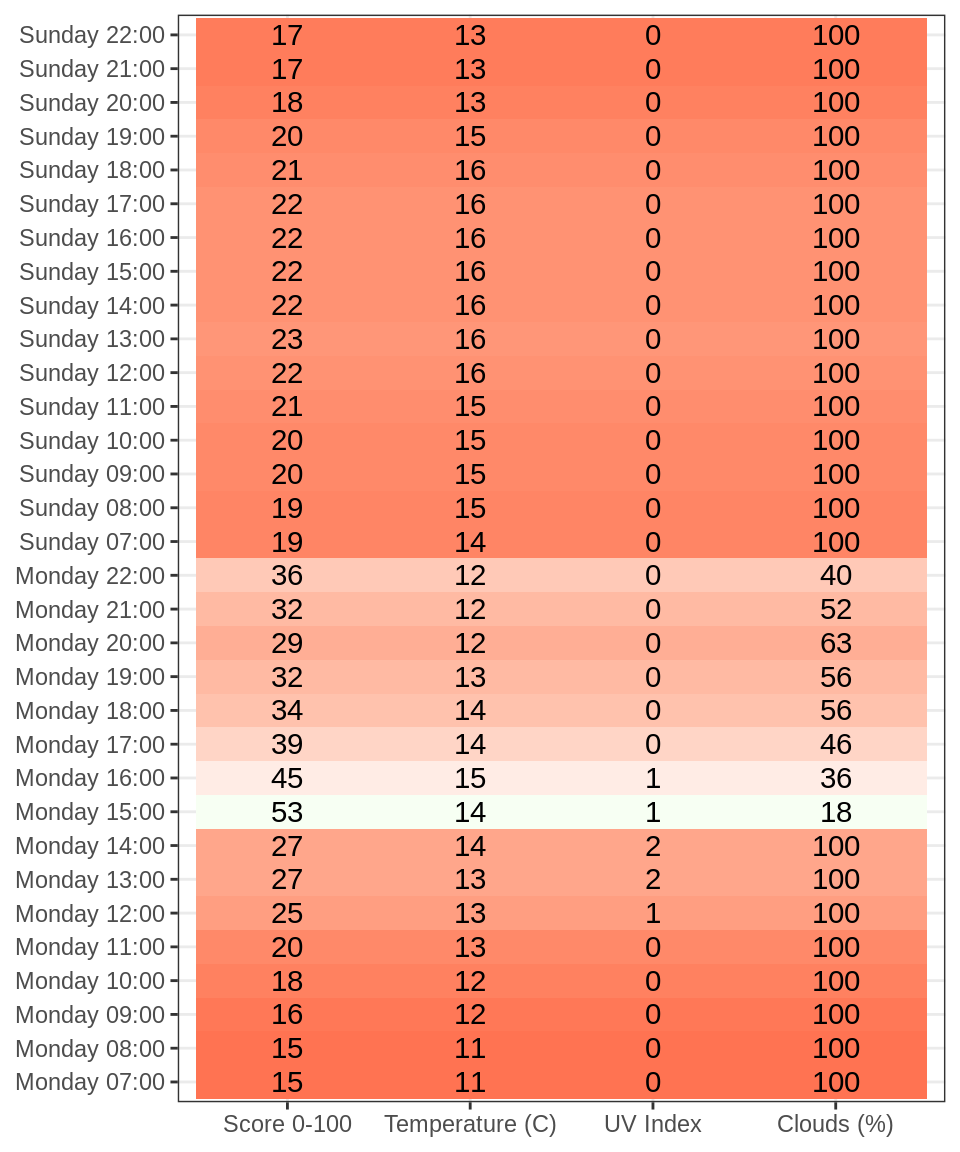 Sunday 22:00 17 13 0 100
Sunday 21:00 17 13 0 100
Sunday 20:00 18 13 0 100
Sunday 19:00 20 15 0 100
Sunday 18:00 21 16 0 100
Sunday 17:00 22 16 0 100
Sunday 16:00 22 16 0 100
Sunday 15:00 22 16 0 100
Sunday 14:00 22 16 0 100
Sunday 13:00 23 16 0 100
Sunday 12:00 22 16 0 100
Sunday 11:00 21 15 0 100
Sunday 10:00 20 15 0 100
Sunday 09:00 20 15 0 100
Sunday 08:00 19 15 0 100
Sunday 07:00 19 14 0 100
Monday 22:00 36 12 0 40
Monday 21:00 32 12 0 52
Monday 20:00 29 12 0 63
Monday 19:00 32 13 0 56
Monday 18:00 34 14 0 56
Monday 17:00 39 14 0 46
Monday 16:00 45 15 1 36
Monday 15:00 53 14 1 18
Monday 14:00 27 14 2 100
Monday 13:00 27 13 2 100
Monday 12:00 25 13 1 100
Monday 11:00 20 13 0 100
Monday 10:00 18 12 0 100
Monday 09:00 16 12 0 100
Monday 08:00 15 11 0 100
Monday 07:00 15 11 0 100
Score 0-100 Temperature (C) UV Index Clouds (%)